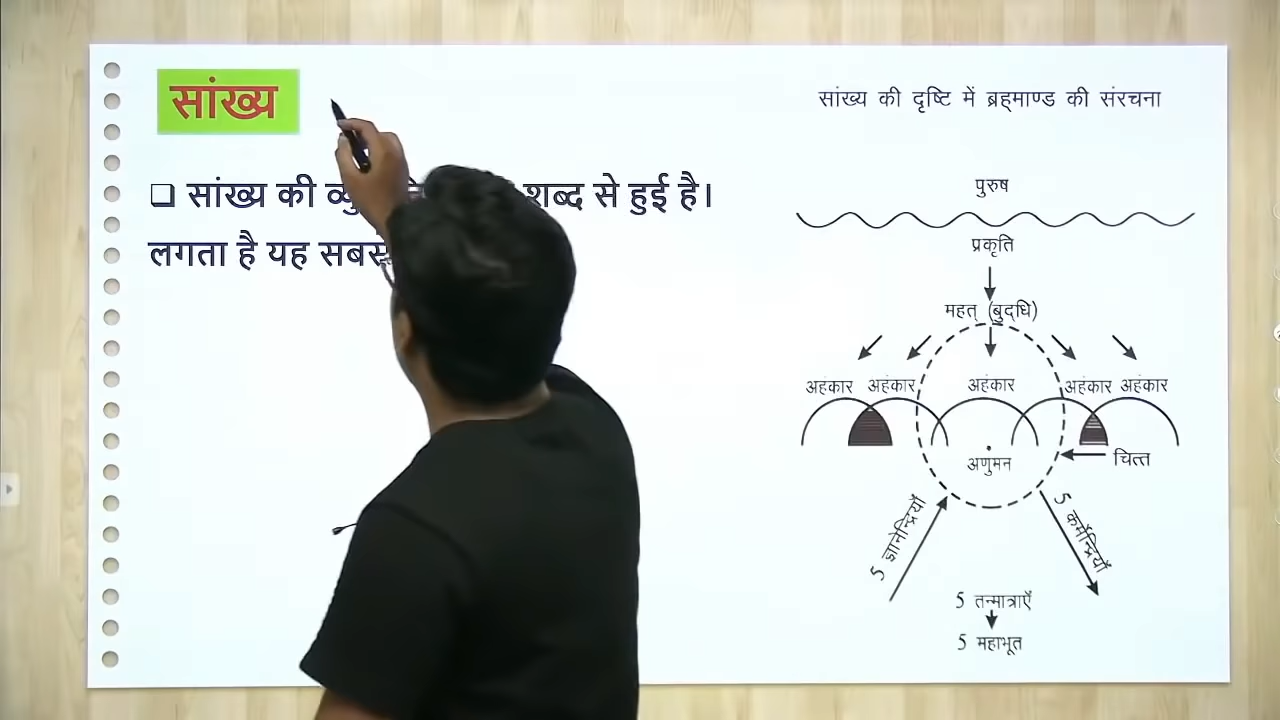 सांख्य
सांख्य की दृष्टि में ब्रह्माण्ड की संरचना
❑ सांख्य की शब्द से हुई है।
लगता है यह
पुरुष
प्रकृति
महत् (बुद्धि)
अहंकार अहंकार अहंकार अहंकार अहंकार
अणुमन
चित्त
5 ज्ञानेन्द्रियाँ
5 कर्मेन्द्रियाँ
5 तन्मात्राएँ
5 महाभूत